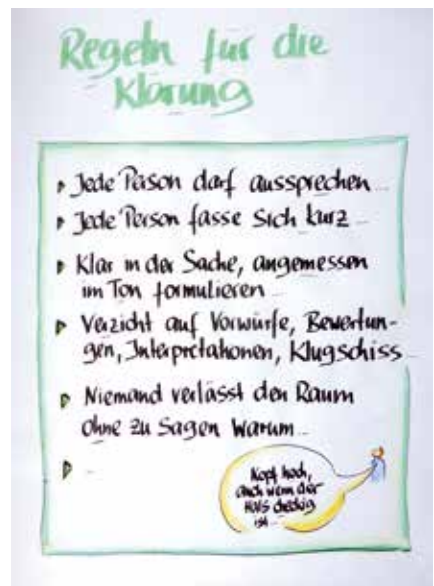 Regeln für die
Klärung
Jede Person darf aussprechen...
Jede Person fasse sich kurz...
Klar in der Sache, angemessen
im Ton formulieren...
Verzicht auf Vorwürfe, Bewertun-
gen, Interpretationen, Klugschiss...
Niemand verlässt den Raum
ohne zu sagen warum...
...
Kopf hoch,
auch wenn der
Hals dreckig
ist...